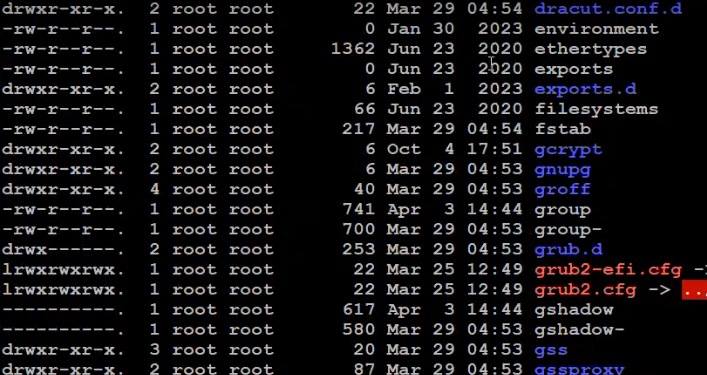 drwxr-xr-x. 2 root root 22 Mar 29 04:54 dracut.conf.d
-rw-r--r--. 1 root root 0 Jan 30 2023 environment
-rw-r--r--. 1 root root 1362 Jun 23 2020 ethertypes
-rw-r--r--. 1 root root 0 Jun 23 2020 exports
drwxr-xr-x. 2 root root 6 Feb 1 2023 exports.d
-rw-r--r--. 1 root root 66 Jun 23 2020 filesystems
-rw-r--r--. 1 root root 217 Mar 29 04:54 fstab
drwxr-xr-x. 2 root root 6 Oct 4 17:51 gcrypt
drwxr-xr-x. 2 root root 6 Mar 29 04:53 gnupg
drwxr-xr-x. 4 root root 40 Mar 29 04:53 groff
-rw-r--r--. 1 root root 741 Apr 3 14:44 group
-rw-r--r--. 1 root root 700 Mar 29 04:53 group-
drwx------. 2 root root 253 Mar 29 04:53 grub.d
lrwxrwxrwx. 1 root root 22 Mar 25 12:49 grub2-efi.cfg -
lrwxrwxrwx. 1 root root 22 Mar 25 12:49 grub2.cfg -> ..
----------. 1 root root 617 Apr 3 14:44 gshadow
----------. 1 root root 580 Mar 29 04:53 gshadow-
drwxr-xr-x. 3 root root 20 Mar 29 04:53 gss
drwxr-xr-x. 2 root root 87 Mar 29 04:53 gssproxy